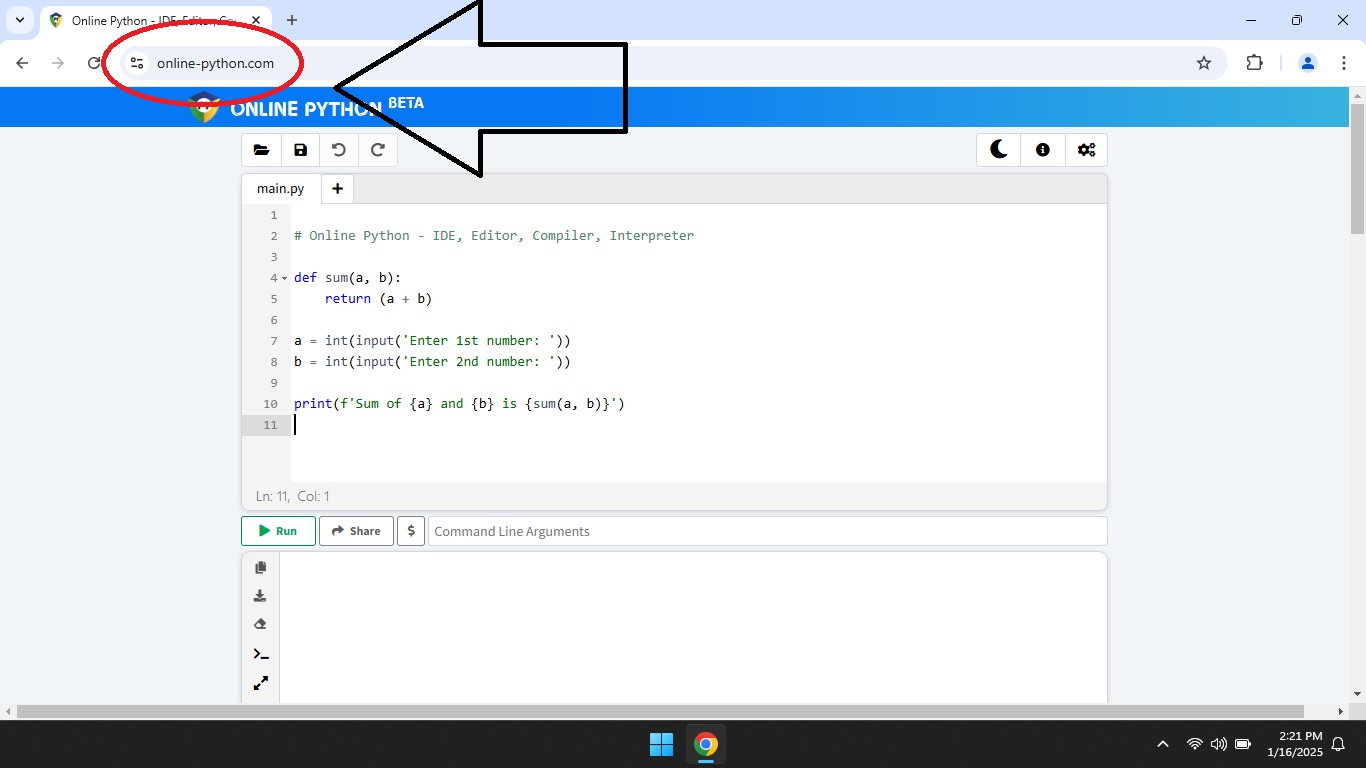 Online Python - IDE, Editor, Co
online-python.com
ONLINE PYTHON BETA
main.py
1
2 # Online Python - IDE, Editor, Compiler, Interpreter
3
4 def sum(a, b):
5 return (a + b)
6
7 a = int(input('Enter 1st number: '))
8 b = int(input('Enter 2nd number: '))
9
10 print(f'Sum of {a} and {b} is {sum(a, b)}')
11
Ln: 11, Col: 1
Run Share $ Command Line Arguments
2:21 PM
1/16/2025